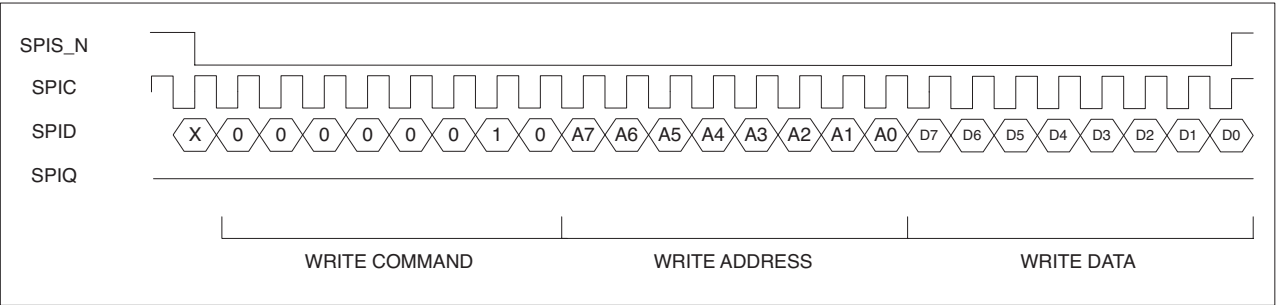 SPIS_N
SPIC
SPID X 0 0 0 0 0 0 1 0 A7 A6 A5 A4 A3 A2 A1 A0 D7 D6 D5 D4 D3 D2 D1 D0
SPIQ
WRITE COMMAND WRITE ADDRESS WRITE DATA